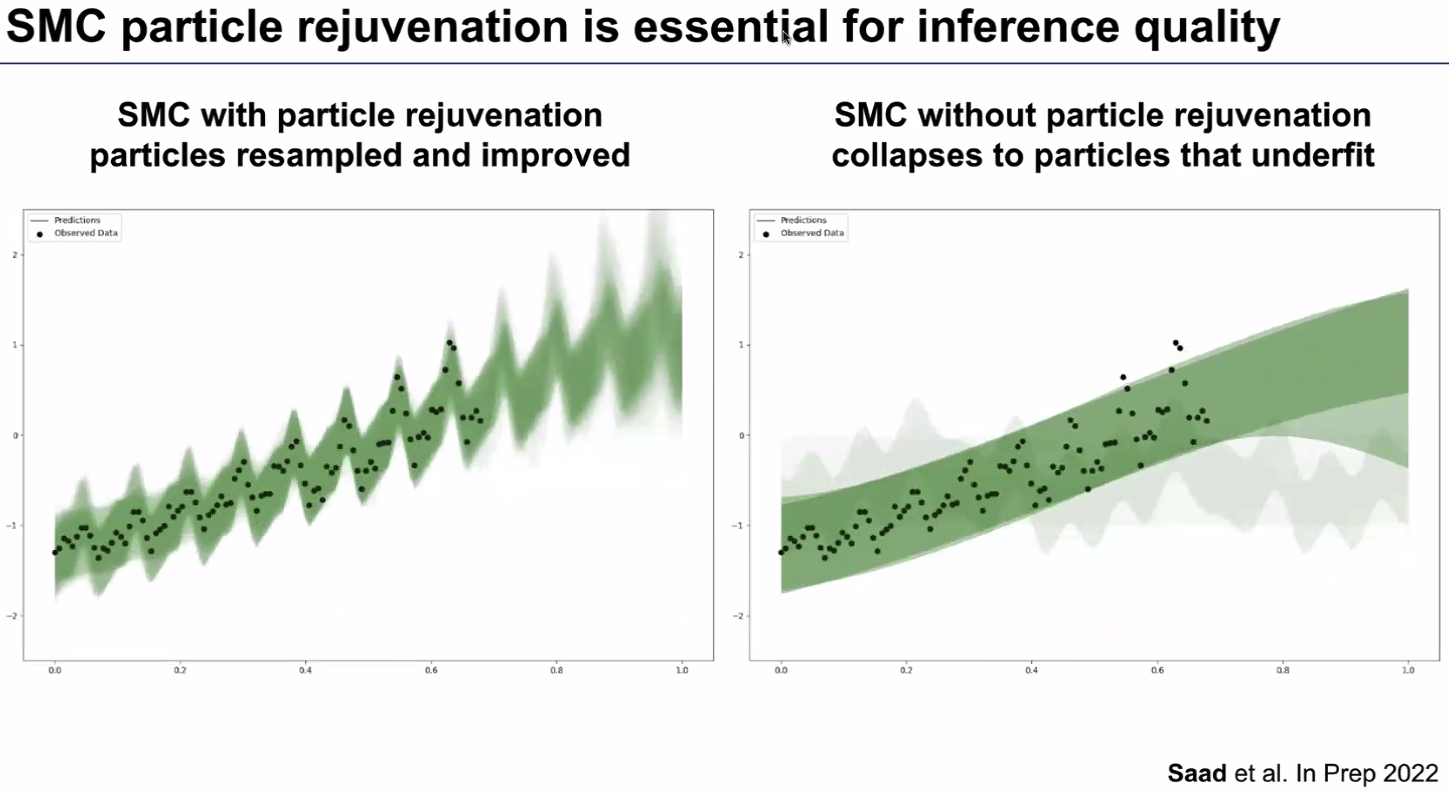 SMC particle rejuvenation is essential for inference quality
SMC with particle rejuvenation
particles resampled and improved
SMC without particle rejuvenation
collapses to particles that underfit
Predictions
Observed Data
2
1
0
−1
−2
0.0 0.2 0.4 0.6 0.8 1.0
Predictions
Observed Data
2
1
0
−1
−2
0.0 0.2 0.4 0.6 0.8 1.0
Saad et al. In Prep 2022